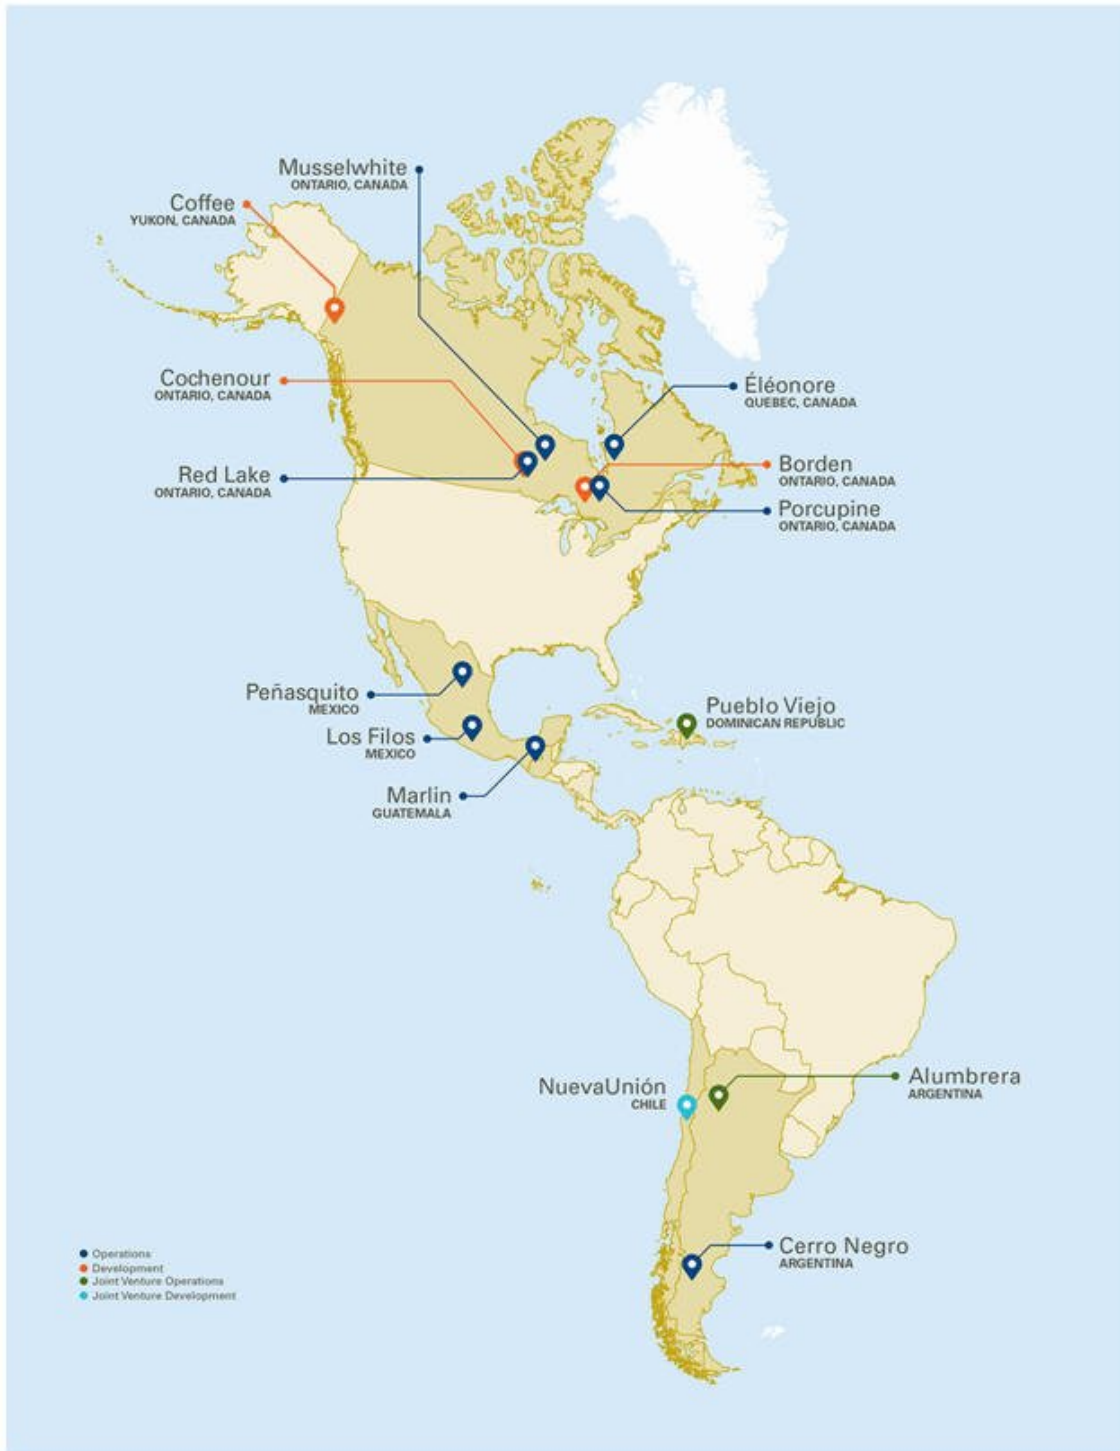 Musselwhite
ONTARIO, CANADA
Coffee
YUKON, CANADA
Cochenour
ONTARIO, CANADA
Éléonore
QUEBEC, CANADA
Red Lake
ONTARIO, CANADA
Borden
ONTARIO, CANADA
Porcupine
ONTARIO, CANADA
Peñasquito
MEXICO
Pueblo Viejo
DOMINICAN REPUBLIC
Los Filos
MEXICO
Marlin
GUATEMALA
NuevaUnión
CHILE
Alumbrera
ARGENTINA
Cerro Negro
ARGENTINA
Operations
Development
Joint Venture Operations
Joint Venture Development